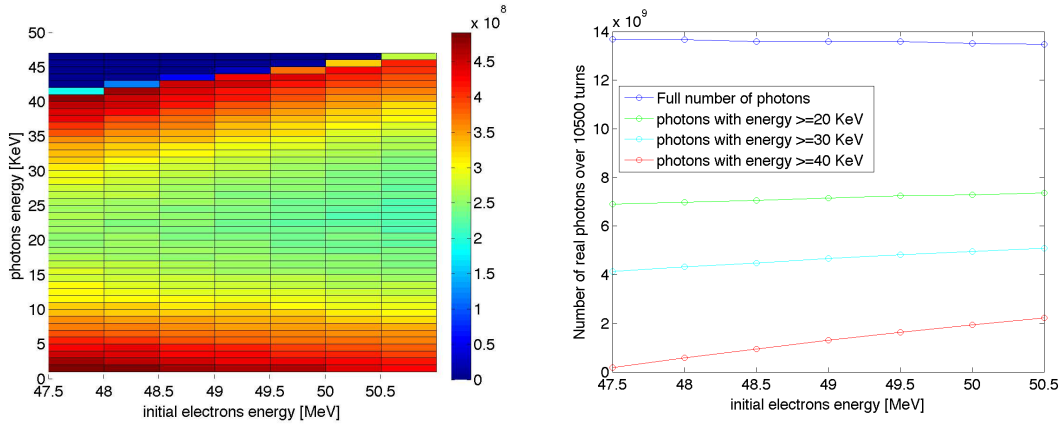 x 10^8
50
45
40
35
30
25
20
15
10
5
0
photons energy [KeV]
47.5 48 48.5 49 49.5 50 50.5
initial electrons energy [MeV]
4.5
4
3.5
3
2.5
2
1.5
1
0.5
0
x 10^9
14
12
10
8
6
4
2
0
Number of real photons over 10500 turns
Full number of photons
photons with energy >=20 KeV
photons with energy >=30 KeV
photons with energy >=40 KeV
47.5 48 48.5 49 49.5 50 50.5
initial electrons energy [MeV]